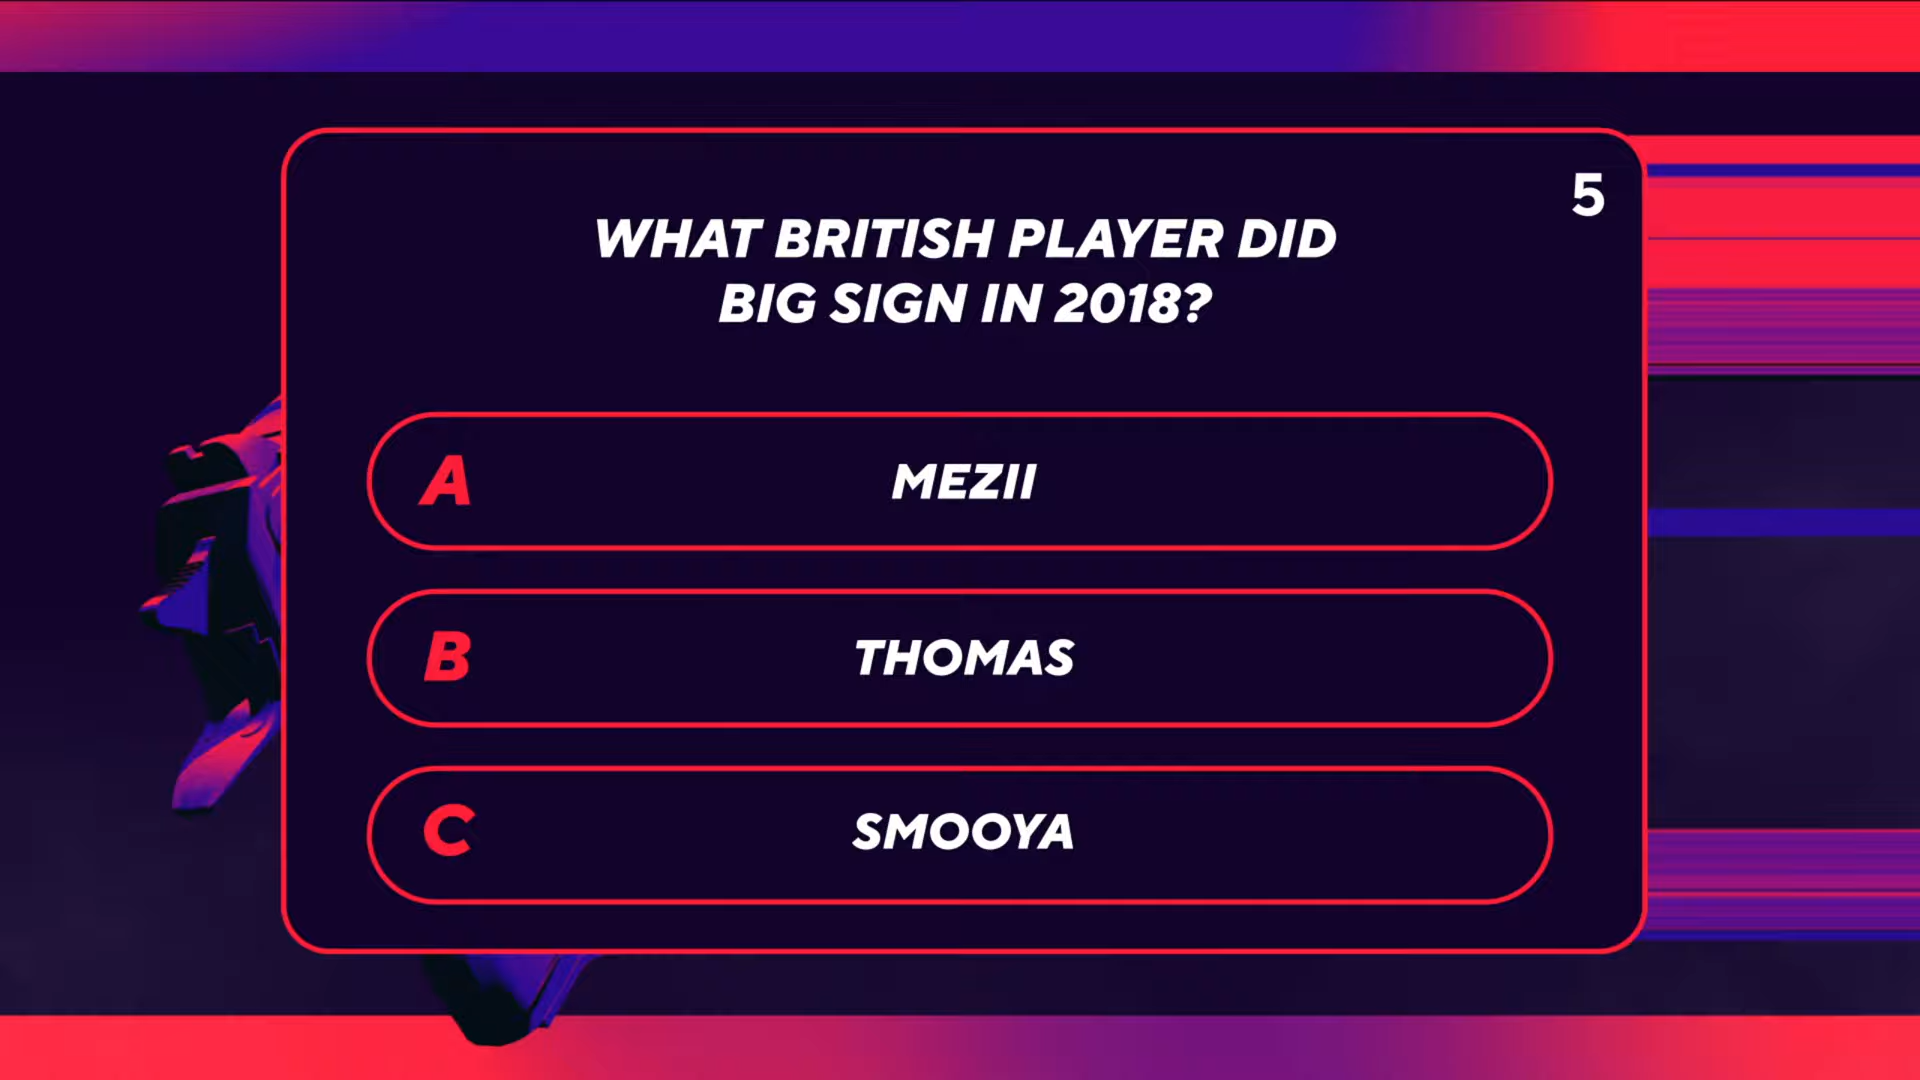 5
WHAT BRITISH PLAYER DID
BIG SIGN IN 2018?
A MEZII
B THOMAS
C SMOOYA